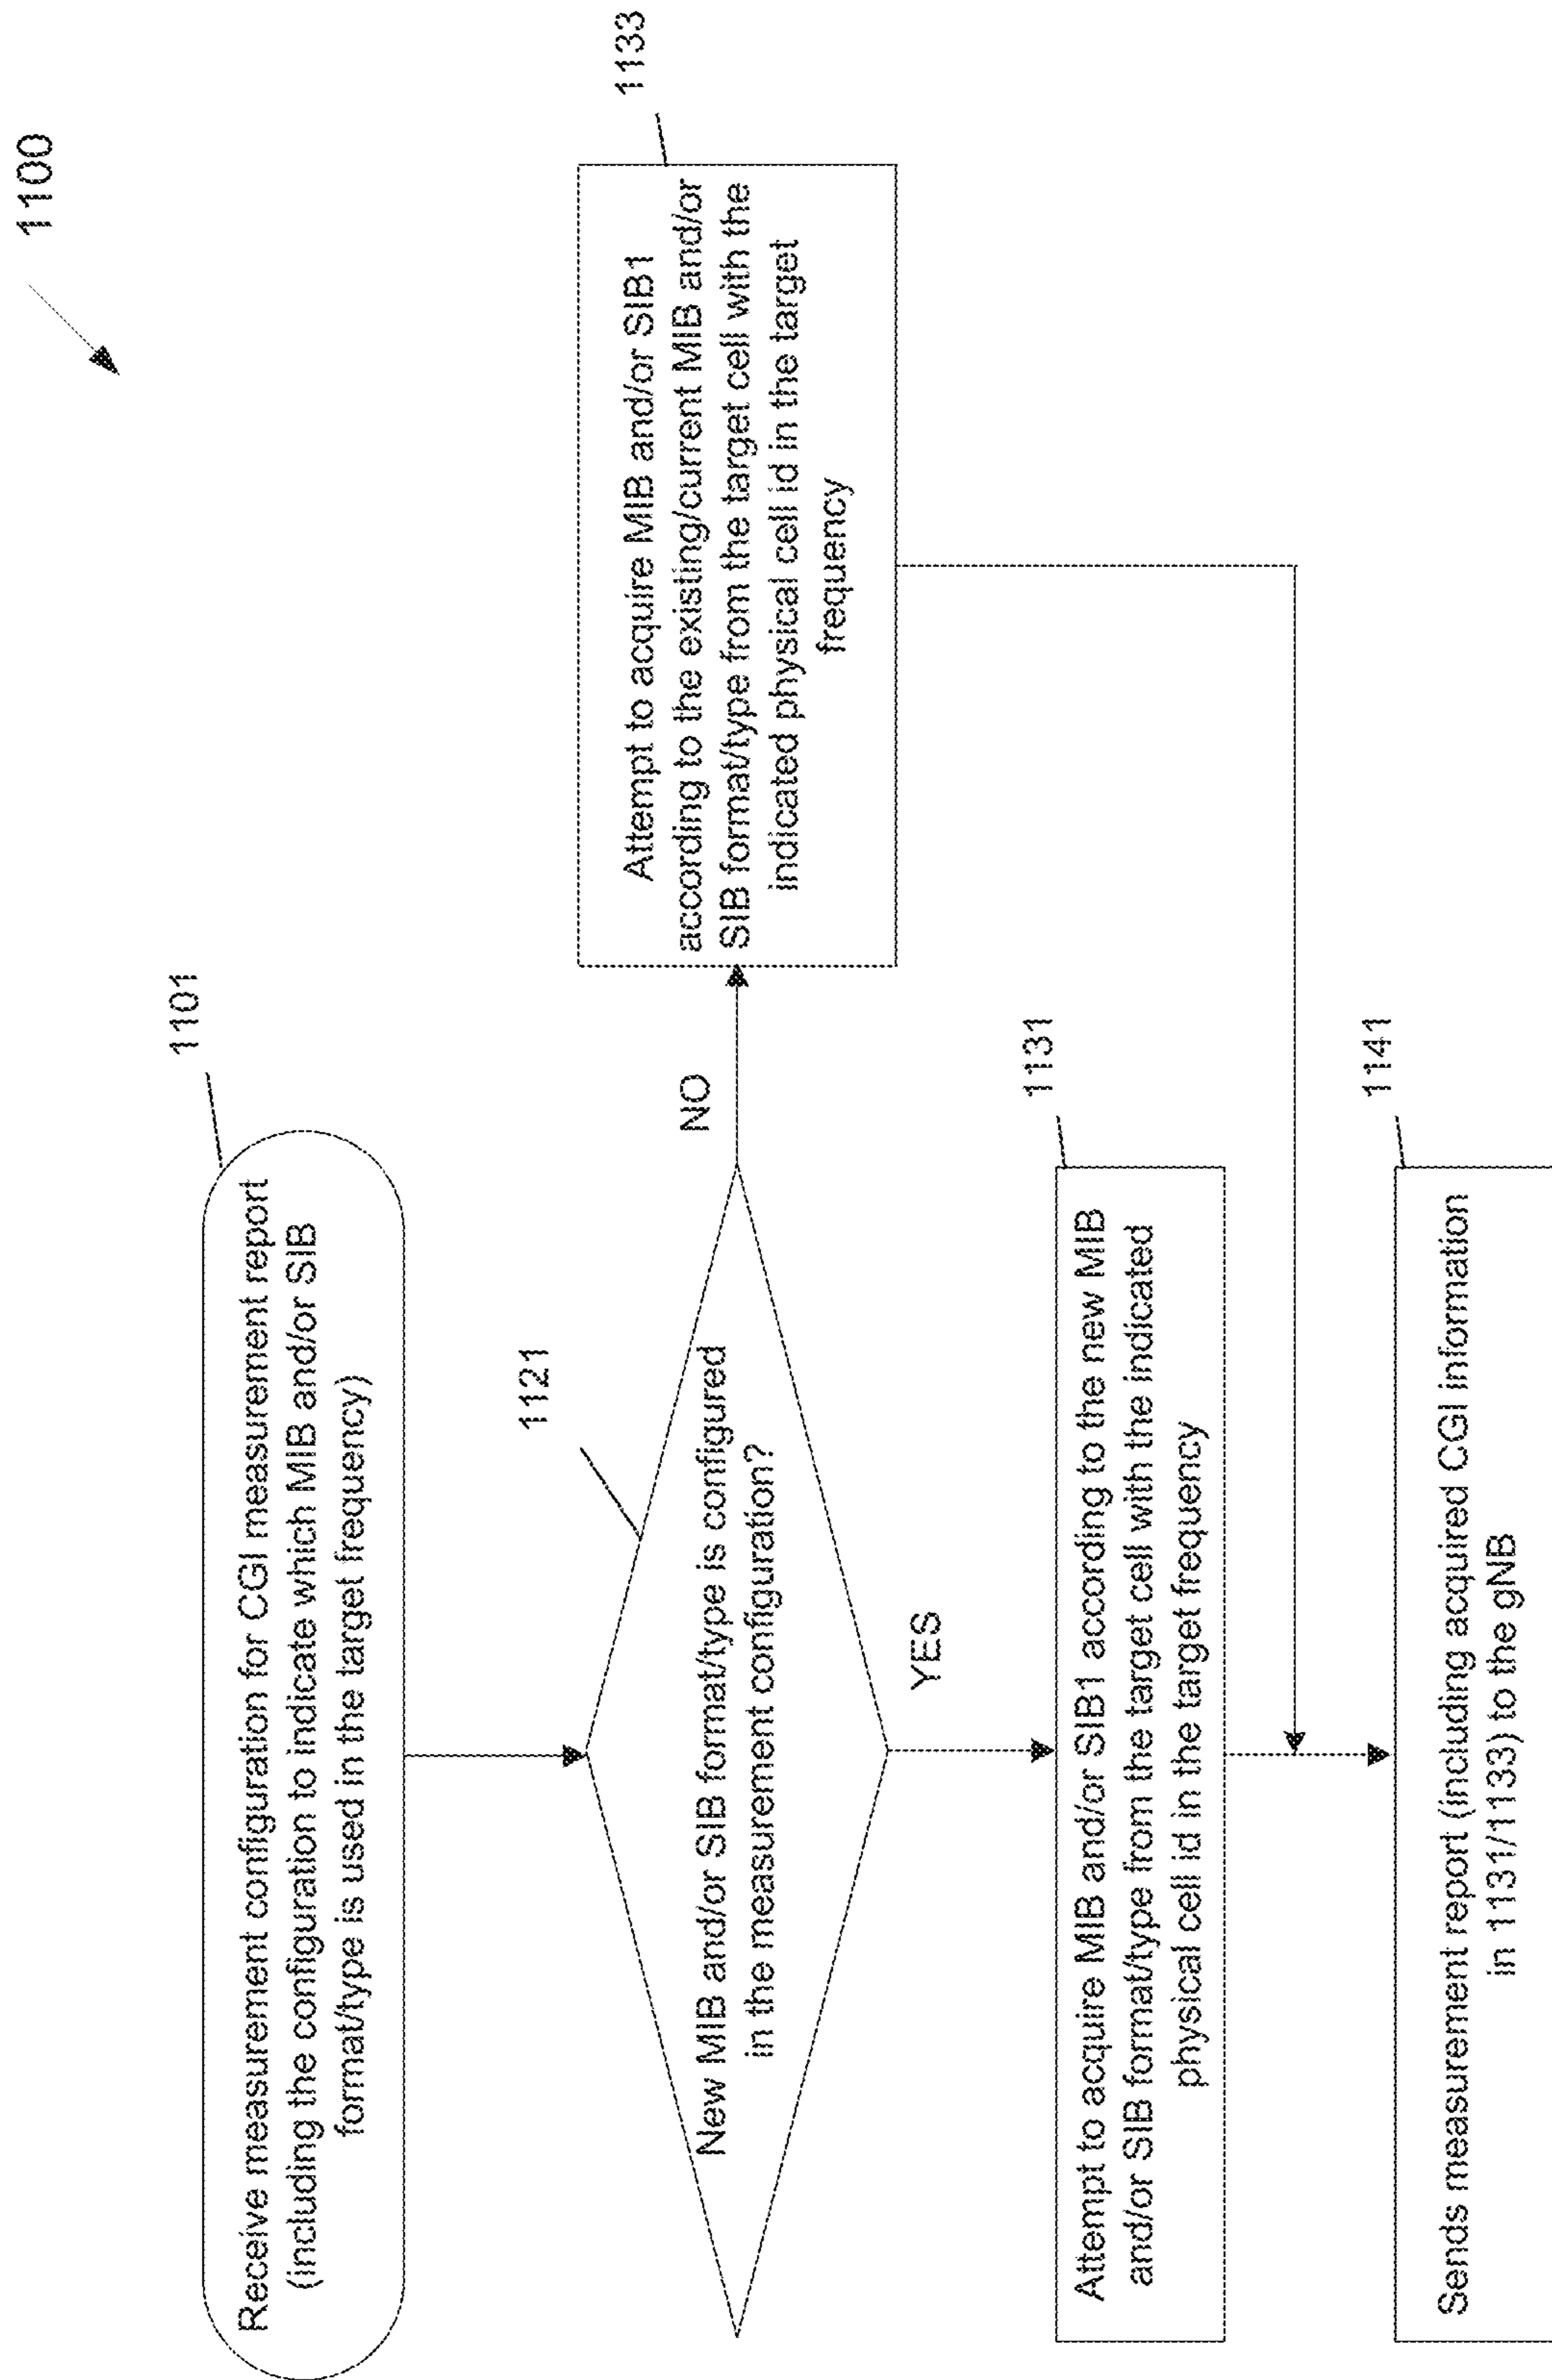 1100
1101
Receive measurement configuration for CGI measurement report
(including the configuration to indicate which MIB and/or SIB
format/type is used in the target frequency)
1121
New MIB and/or SIB format/type is configured
in the measurement configuration?
NO
1133
Attempt to acquire MIB and/or SIB1
according to the existing/current MIB and/or
SIB format/type from the target cell with the
indicated physical cell id in the target
frequency
YES
1131
Attempt to acquire MIB and/or SIB1 according to the new MIB
and/or SIB format/type from the target cell with the indicated
physical cell id in the target frequency
1141
Sends measurement report (including acquired CGI information
in 1131/1133) to the gNB